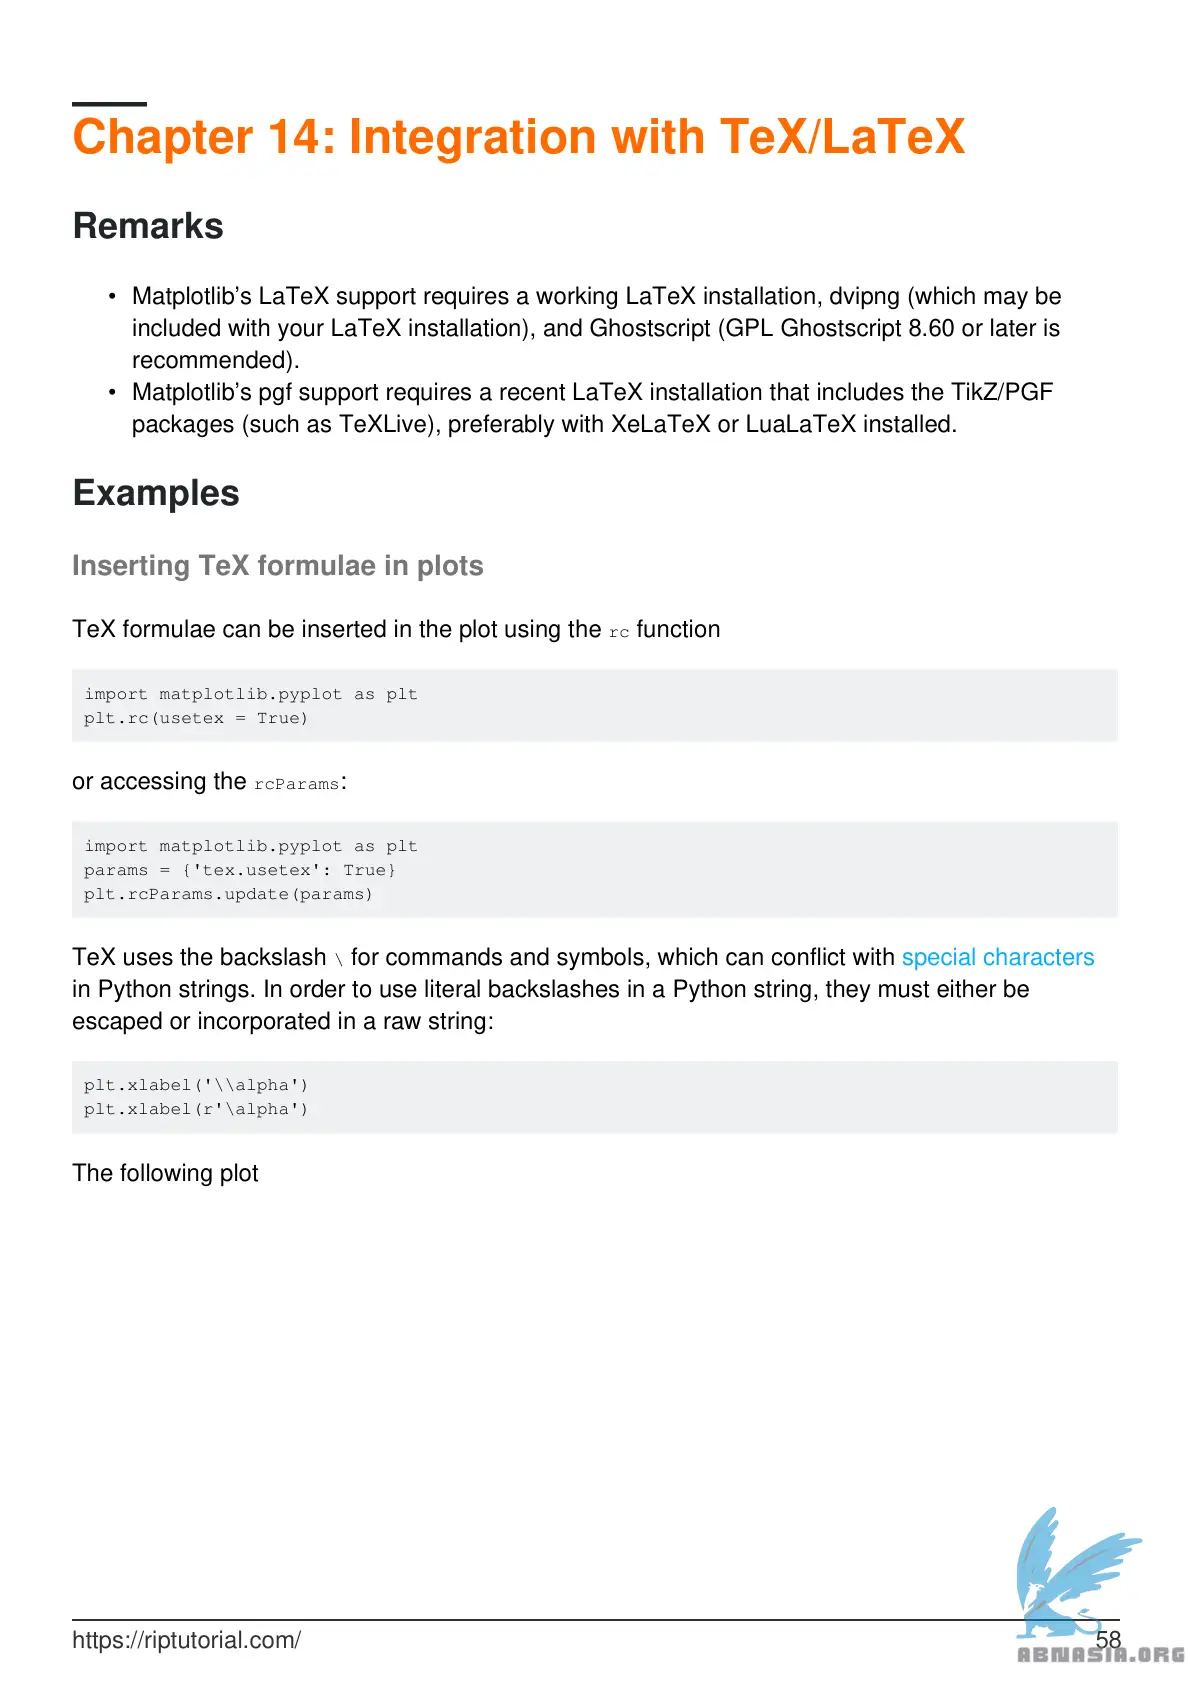 Chapter 14: Integration with TeX/LaTeX
Remarks
• Matplotlib’s LaTeX support requires a working LaTeX installation, dvipng (which may be
included with your LaTeX installation), and Ghostscript (GPL Ghostscript 8.60 or later is
recommended).
• Matplotlib’s pgf support requires a recent LaTeX installation that includes the TikZ/PGF
packages (such as TeXLive), preferably with XeLaTeX or LuaLaTeX installed.
Examples
Inserting TeX formulae in plots
TeX formulae can be inserted in the plot using the rc function
import matplotlib.pyplot as plt
plt.rc(usetex = True)
or accessing the rcParams:
import matplotlib.pyplot as plt
params = {'tex.usetex': True}
plt.rcParams.update(params)
TeX uses the backslash \ for commands and symbols, which can conflict with special characters
in Python strings. In order to use literal backslashes in a Python string, they must either be
escaped or incorporated in a raw string:
plt.xlabel('\\alpha')
plt.xlabel(r'\alpha')
The following plot
https://riptutorial.com/ 58
ABNASIA.ORG